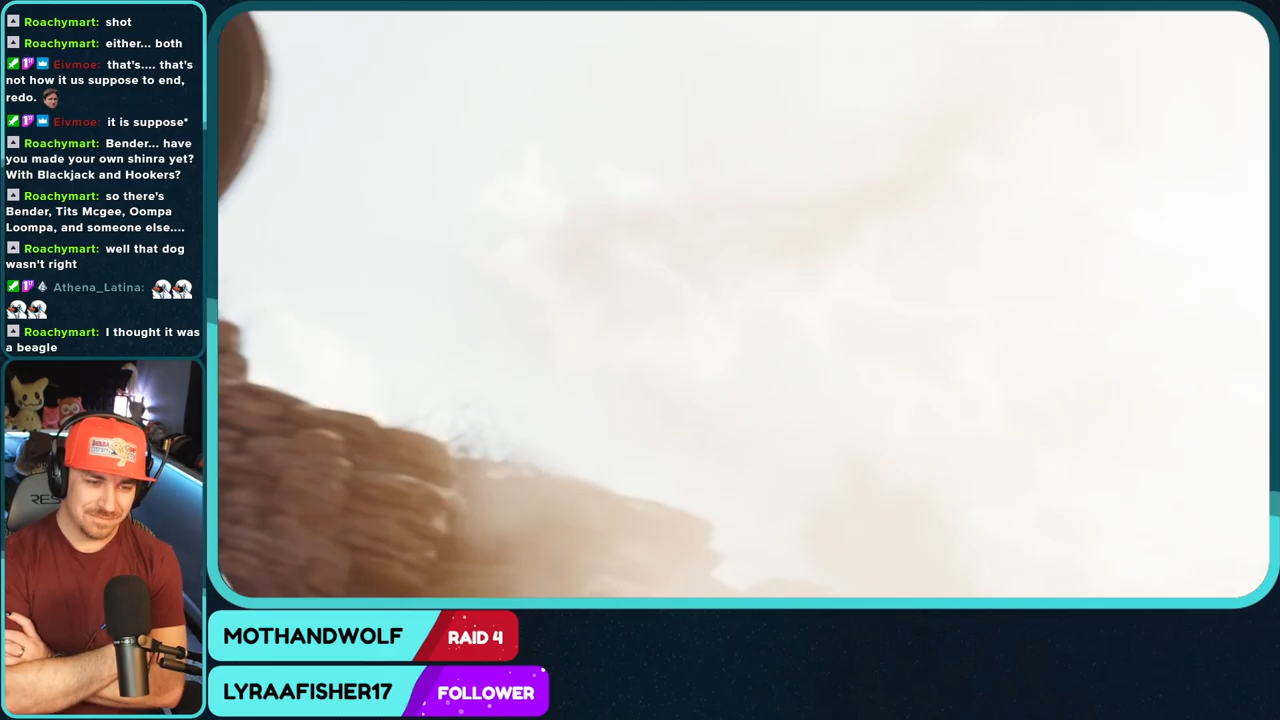 Roachymart: shot
Roachymart: either... both
Eivmoe: that's.... that's
not how it us suppose to end,
redo.
Eivmoe: it is suppose*
Roachymart: Bender... have
you made your own shinra yet?
With Blackjack and Hookers?
Roachymart: so there's
Bender, Tits Mcgee, Oompa
Loompa, and someone else....
Roachymart: well that dog
wasn't right
Athena_Latina:
Roachymart: I thought it was
a beagle
MOTHANDWOLF RAID 4
LYRAAFISHER17 FOLLOWER